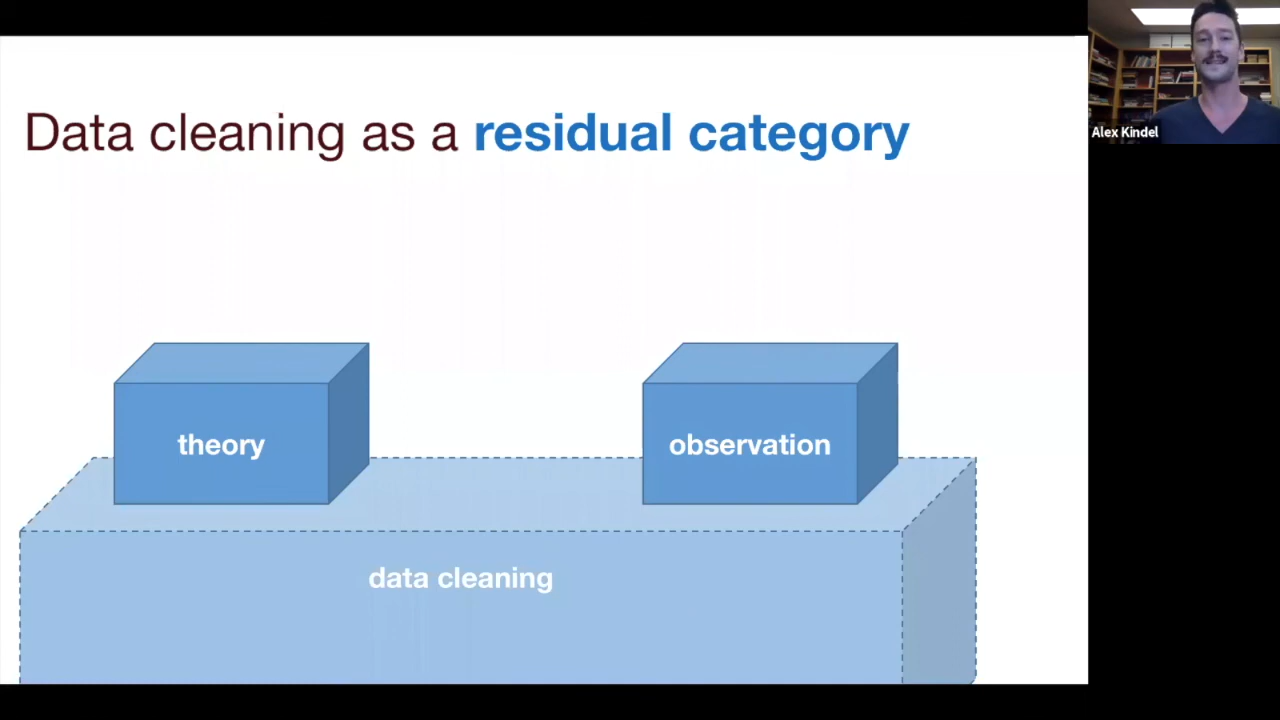 Data cleaning as a residual category
Alex Kindel
theory
observation
data cleaning